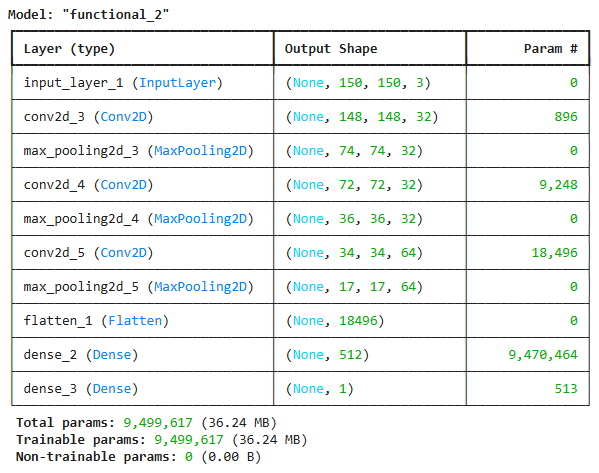 Model: "functional_2"
Layer (type) Output Shape Param #
input_layer_1 (InputLayer) (None, 150, 150, 3) 0
conv2d_3 (Conv2D) (None, 148, 148, 32) 896
max_pooling2d_3 (MaxPooling2D) (None, 74, 74, 32) 0
conv2d_4 (Conv2D) (None, 72, 72, 32) 9,248
max_pooling2d_4 (MaxPooling2D) (None, 36, 36, 32) 0
conv2d_5 (Conv2D) (None, 34, 34, 64) 18,496
max_pooling2d_5 (MaxPooling2D) (None, 17, 17, 64) 0
flatten_1 (Flatten) (None, 18496) 0
dense_2 (Dense) (None, 512) 9,470,464
dense_3 (Dense) (None, 1) 513
Total params: 9,499,617 (36.24 MB)
Trainable params: 9,499,617 (36.24 MB)
Non-trainable params: 0 (0.00 B)